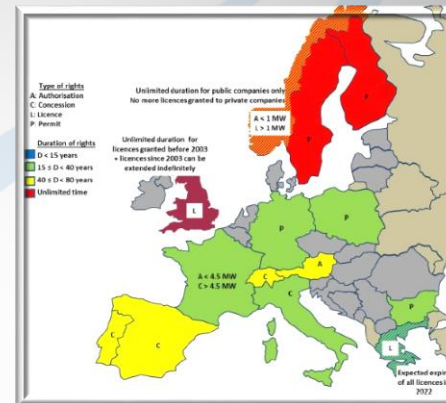 Type of rights
A: Authorisation
C: Concession
L: Licence
P: Permit
Duration of rights
D < 15 years
15 ≤ D < 40 years
40 ≤ D < 80 years
Unlimited time
Unlimited duration for public companies only
No more licences granted to private companies
A < 1 MW
L > 1 MW
P
P
Unlimited duration for
licences granted before 2003
+ licences since 2003 can be
extended indefinitely
L
P
P
A < 4.5 MW
C > 4.5 MW
C
A
C
C
C
P
L
Expected expir
of all licences i
2022